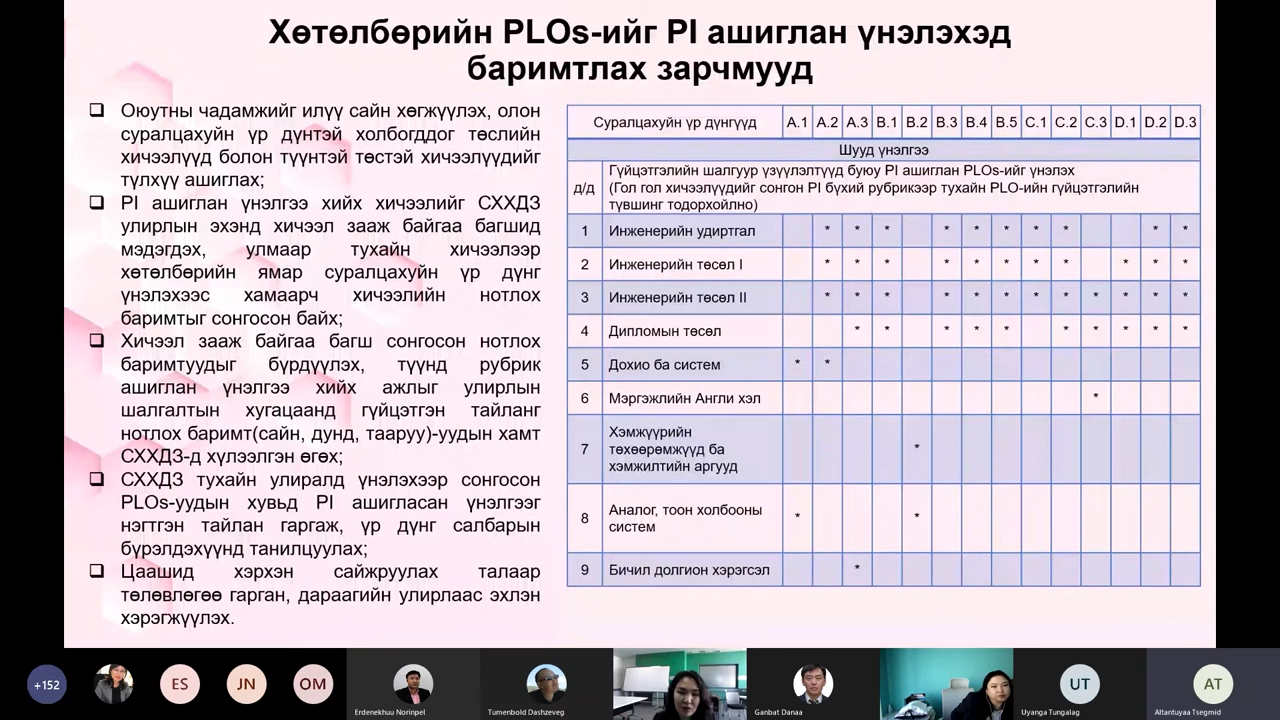 Хөтөлбөрийн PLOs-ийг PI ашиглан үнэлэхэд
баримтлах зарчмууд
❑ Оюутны чадамжийг илүү сайн хөгжүүлэх, олон
суралцахуйн үр дүнтэй холбогддог төслийн
хичээлүүд болон түүнтэй төстэй хичээлүүдийг
түлхүү ашиглах;
❑ PI ашиглан үнэлгээ хийх хичээлийг СХХДЗ
улирлын эхэнд хичээл зааж байгаа багшид
мэдэгдэх, улмаар тухайн хичээлээр
хөтөлбөрийн ямар суралцахуйн үр дүнг
үнэлэхээс хамаарч хичээлийн нотлох
баримтыг сонгосон байх;
❑ Хичээл зааж байгаа багш сонгосон нотлох
баримтуудыг бүрдүүлэх, түүнд рубрик
ашиглан үнэлгээ хийх ажлыг улирлын
шалгалтын хугацаанд гүйцэтгэн тайланг
нотлох баримт(сайн, дунд, тааруу)-уудын хамт
СХХДЗ-д хүлээлгэн өгөх;
❑ СХХДЗ тухайн улиралд үнэлэхээр сонгосон
PLOs-уудын хувьд PI ашигласан үнэлгээг
нэгтгэн тайлан гаргаж, үр дүнг салбарын
бүрэлдэхүүнд танилцуулах;
❑ Цаашид хэрхэн сайжруулах талаар
төлөвлөгөө гарган, дараагийн улирлаас эхлэн
хэрэгжүүлэх.
Суралцахуйн үр дүнгүүд A.1 A.2 A.3 B.1 B.2 B.3 B.4 B.5 C.1 C.2 C.3 D.1 D.2 D.3
Шууд үнэлгээ
д/д Гүйцэтгэлийн шалгуур үзүүлэлтүүд буюу PI ашиглан PLOs-ийг үнэлэх
(Гол гол хичээлүүдийг сонгон PI бүхий рубрикээр тухайн PLO-ийн гүйцэтгэлийн
түвшинг тодорхойлно)
1 Инженерийн удиртгал * * * * * * * * * *
2 Инженерийн төсөл I * * * * * * * * * * *
3 Инженерийн төсөл II * * * * * * * * * * * *
4 Дипломын төсөл * * * * * * * * * *
5 Дохио ба систем * *
6 Мэргэжлийн Англи хэл *
7 Хэмжүүрийн
төхөөрөмжүүд ба
хэмжилтийн аргууд *
8 Аналог, тоон холбооны
систем * *
9 Бичил долгион хэрэгсэл *
+152 ES JN OM UT AT
Erdenekhuu Norinpel Tumenbold Dashzeveg Ganbat Danaa Uyanga Tungalag Altantuyaa Tsegmid